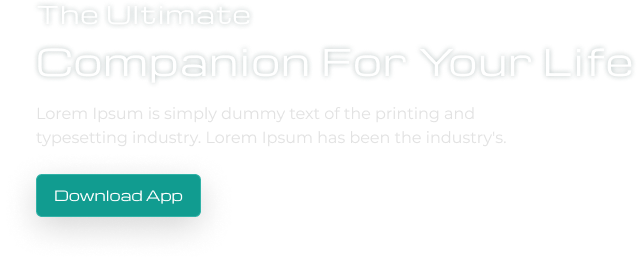 The Ultimate
Companion For Your Life
Lorem Ipsum is simply dummy text of the printing and
typesetting industry. Lorem Ipsum has been the industry's.
Download App